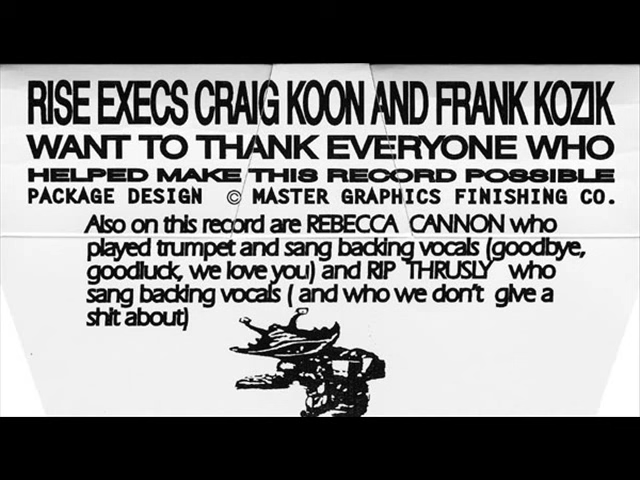 RISE EXECS CRAIG KOON AND FRANK KOZIK
WANT TO THANK EVERYONE WHO
HELPED MAKE THIS RECORD POSSIBLE
PACKAGE DESIGN © MASTER GRAPHICS FINISHING CO.
Also on this record are REBECCA CANNON who
played trumpet and sang backing vocals (goodbye,
goodluck, we love you) and RIP THRUSLY who
sang backing vocals ( and who we don't give a
shit about)